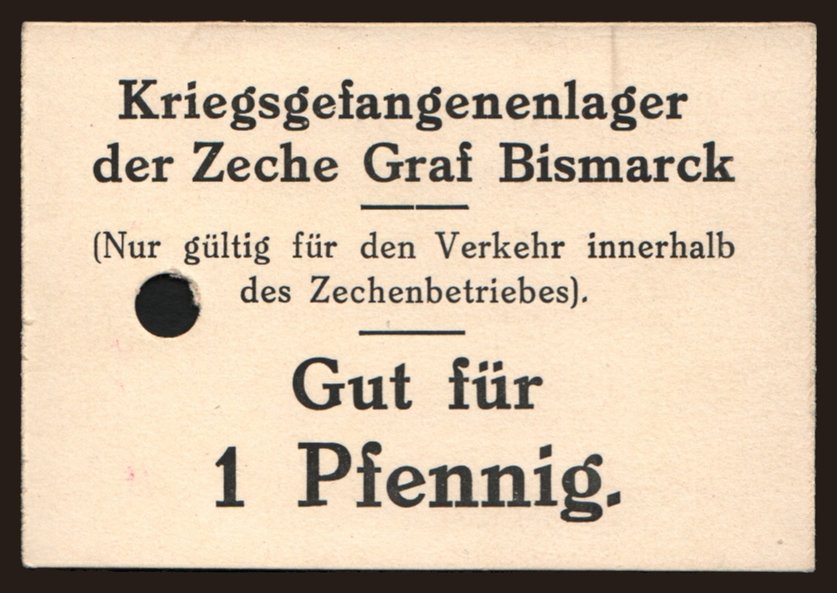 Kriegsgefangenenlager
der Zeche Graf Bismarck
(Nur gültig für den Verkehr innerhalb
des Zechenbetriebes).
Gut für
1 Pfennig.